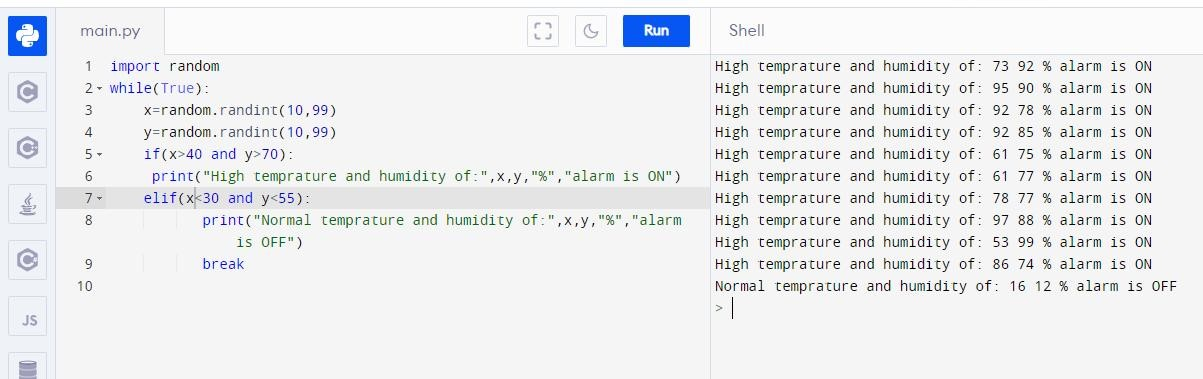 main.py
Run
Shell
1 import random
2 while(True):
3 x=random.randint(10,99)
4 y=random.randint(10,99)
5 if(x>40 and y>70):
6 print("High temprature and humidity of:",x,y,"%","alarm is ON")
7 elif(x<30 and y<55):
8 print("Normal temprature and humidity of:",x,y,"%","alarm
is OFF")
9 break
10
High temprature and humidity of: 73 92 % alarm is ON
High temprature and humidity of: 95 90 % alarm is ON
High temprature and humidity of: 92 78 % alarm is ON
High temprature and humidity of: 92 85 % alarm is ON
High temprature and humidity of: 61 75 % alarm is ON
High temprature and humidity of: 61 77 % alarm is ON
High temprature and humidity of: 78 77 % alarm is ON
High temprature and humidity of: 97 88 % alarm is ON
High temprature and humidity of: 53 99 % alarm is ON
High temprature and humidity of: 86 74 % alarm is ON
Normal temprature and humidity of: 16 12 % alarm is OFF
>
JS